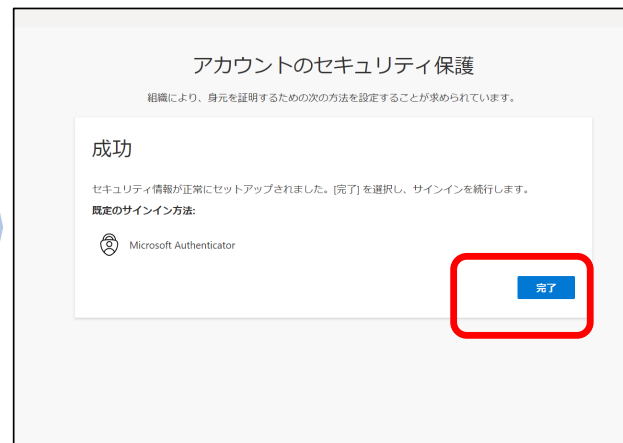 アカウントのセキュリティ保護
組織により、身元を証明するための次の方法を設定することが求められています。
成功
セキュリティ情報が正常にセットアップされました。[完了] を選択し、サインインを続行します。
既定のサインイン方法:
Microsoft Authenticator
完了